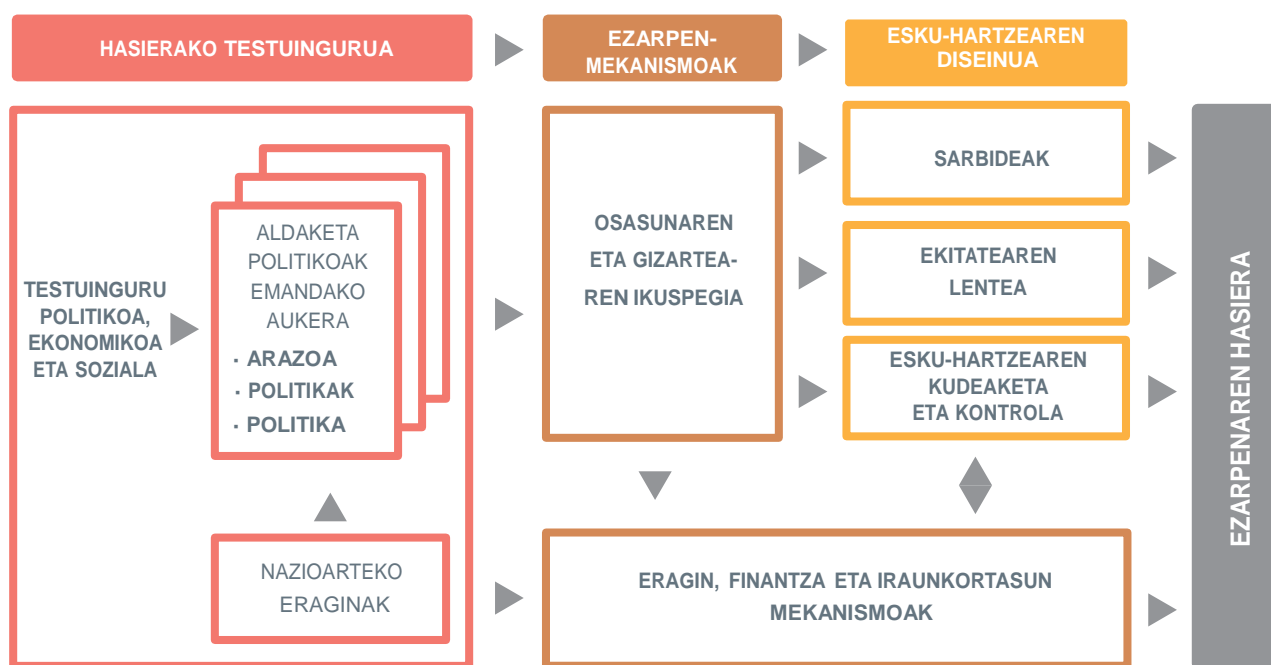 HASIERAKO TESTUINGURUA
EZARPEN-
MEKANISMOAK
ESKU-HARTZEAREN
DISEINUA
TESTUINGURU
POLITIKOA,
EKONOMIKOA
ETA SOZIALA
ALDAKETA
POLITIKOAK
EMANDAKO
AUKERA
· ARAZOA
· POLITIKAK
· POLITIKA
NAZIOARTEKO
ERAGINAK
OSASUNAREN
ETA GIZARTEA-
REN IKUSPEGIA
SARBIDEAK
EKITATEAREN
LENTEA
ESKU-HARTZEAREN
KUDEAKETA
ETA KONTROLA
ERAGIN, FINANTZA ETA IRAUNKORTASUN
MEKANISMOAK
EZARPENAREN HASIERA